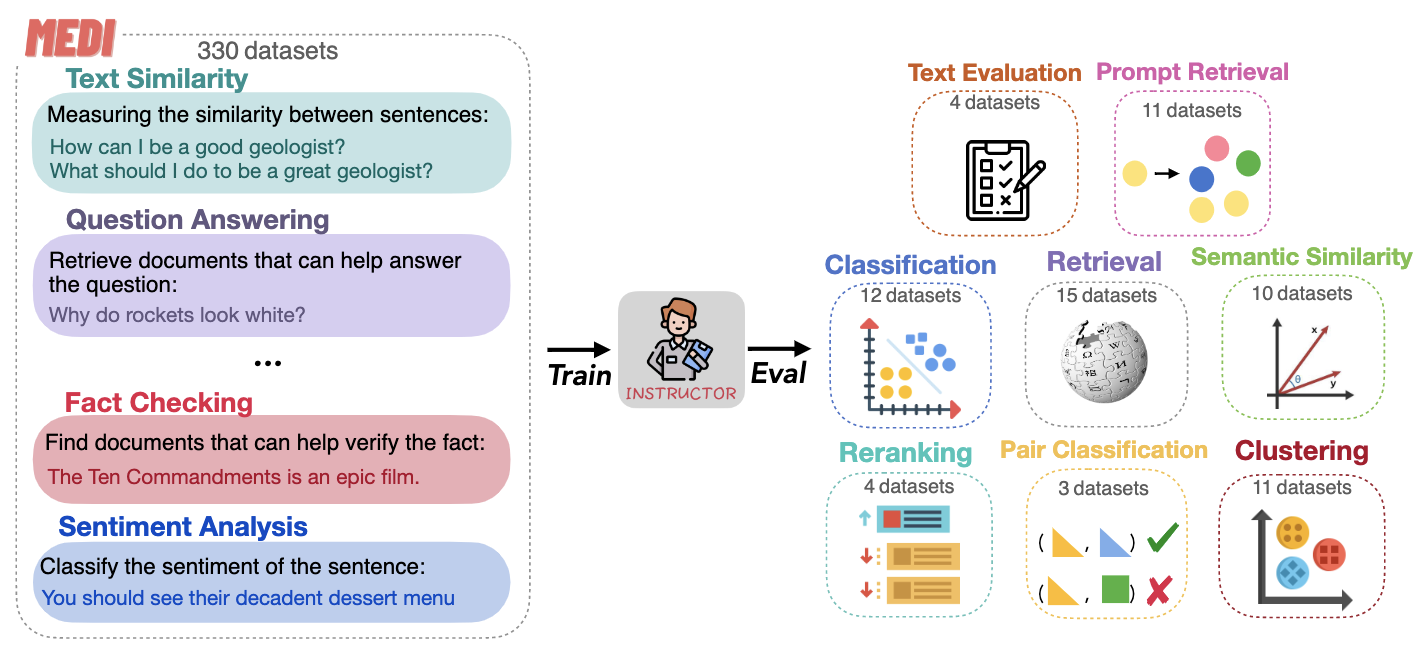 MEDI
330 datasets
Text Similarity
Measuring the similarity between sentences:
How can I be a good geologist?
What should I do to be a great geologist?
Question Answering
Retrieve documents that can help answer
the question:
Why do rockets look white?
...
Fact Checking
Find documents that can help verify the fact:
The Ten Commandments is an epic film.
Sentiment Analysis
Classify the sentiment of the sentence:
You should see their decadent dessert menu
Train
INSTRUCTOR
Eval
Text Evaluation
4 datasets
Prompt Retrieval
11 datasets
Classification
12 datasets
Retrieval
15 datasets
Ω
W
И
Semantic Similarity
10 datasets
x
θ
y
Reranking
4 datasets
Pair Classification
3 datasets
( , )
( , )
Clustering
11 datasets